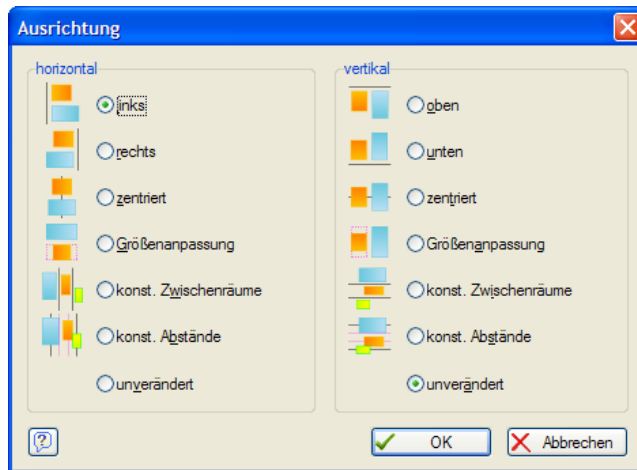 Ausrichtung
horizontal
links
rechts
zentriert
Größenanpassung
konst. Zwischenräume
konst. Abstände
unverändert
vertikal
oben
unten
zentriert
Größenanpassung
konst. Zwischenräume
konst. Abstände
unverändert
?
OK
Abbrechen